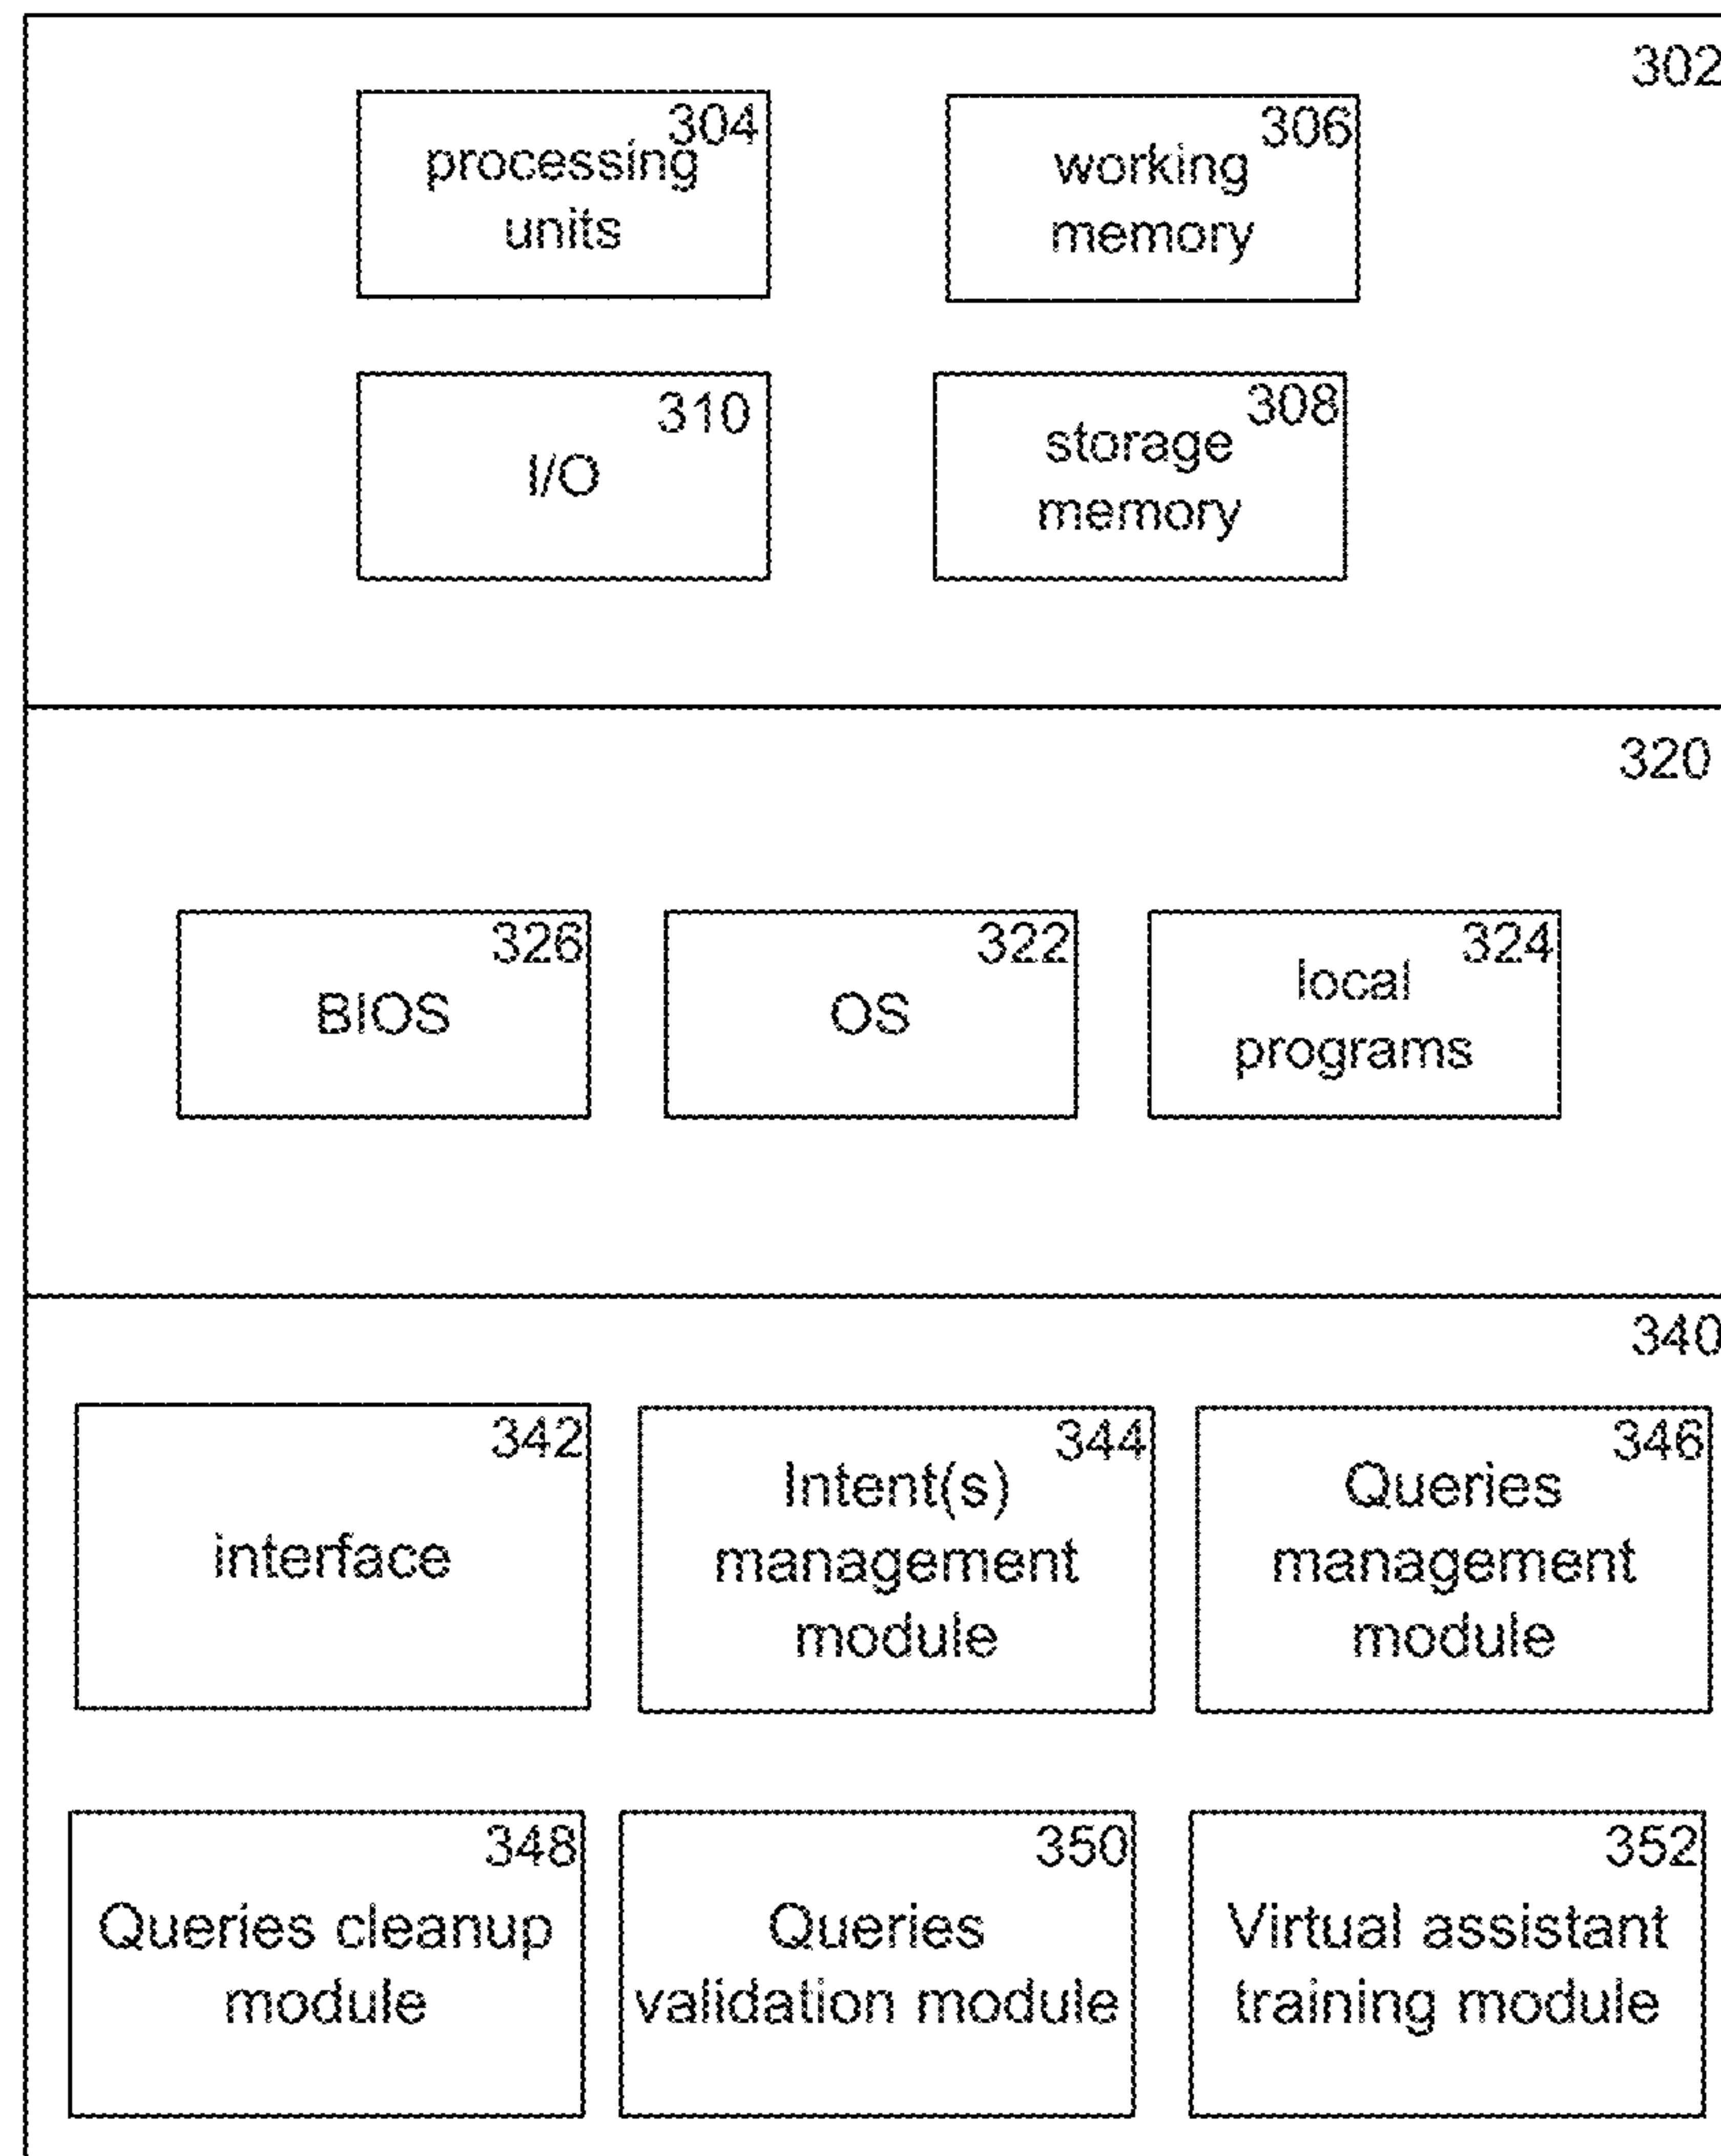 302
304
processing
units
306
working
memory
310
I/O
308
storage
memory
320
326
BIOS
322
OS
324
local
programs
340
342
interface
344
Intent(s)
management
module
346
Queries
management
module
348
Queries cleanup
module
350
Queries
validation module
352
Virtual assistant
training module